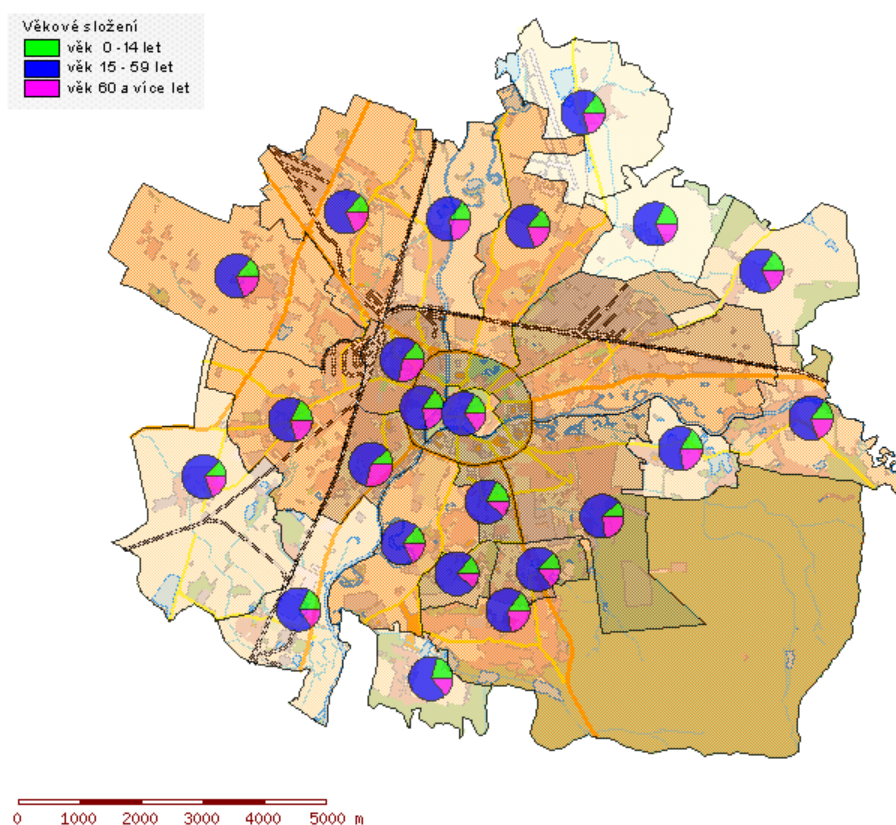 Věkové složení
věk 0-14 let
věk 15 - 59 let
věk 60 a více let
0 1000 2000 3000 4000 5000 m